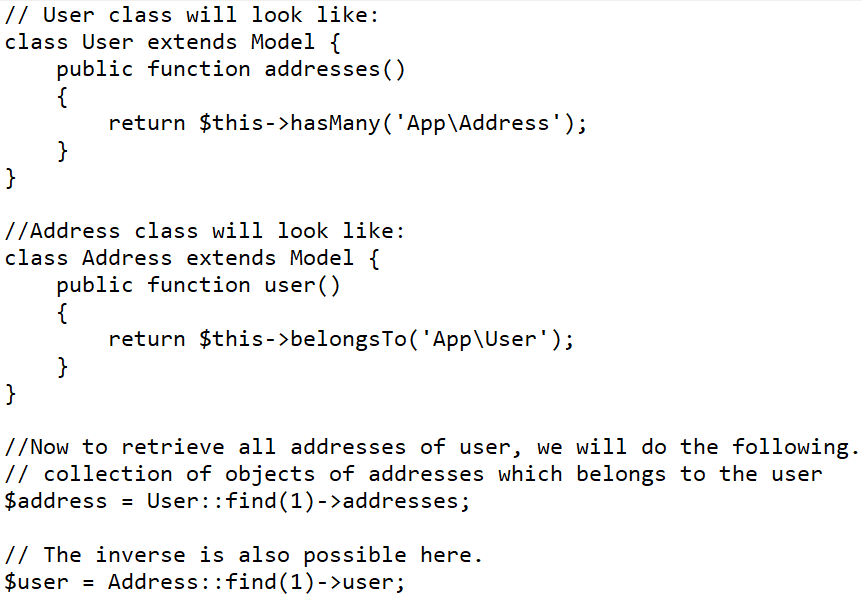 // User class will look like:
class User extends Model {
    public function addresses()
    {
        return $this->hasMany('App\Address');
    }
}

//Address class will look like:
class Address extends Model {
    public function user()
    {
        return $this->belongsTo('App\User');
    }
}

//Now to retrieve all addresses of user, we will do the following.
// collection of objects of addresses which belongs to the user
$address = User::find(1)->addresses;

// The inverse is also possible here.
$user = Address::find(1)->user;